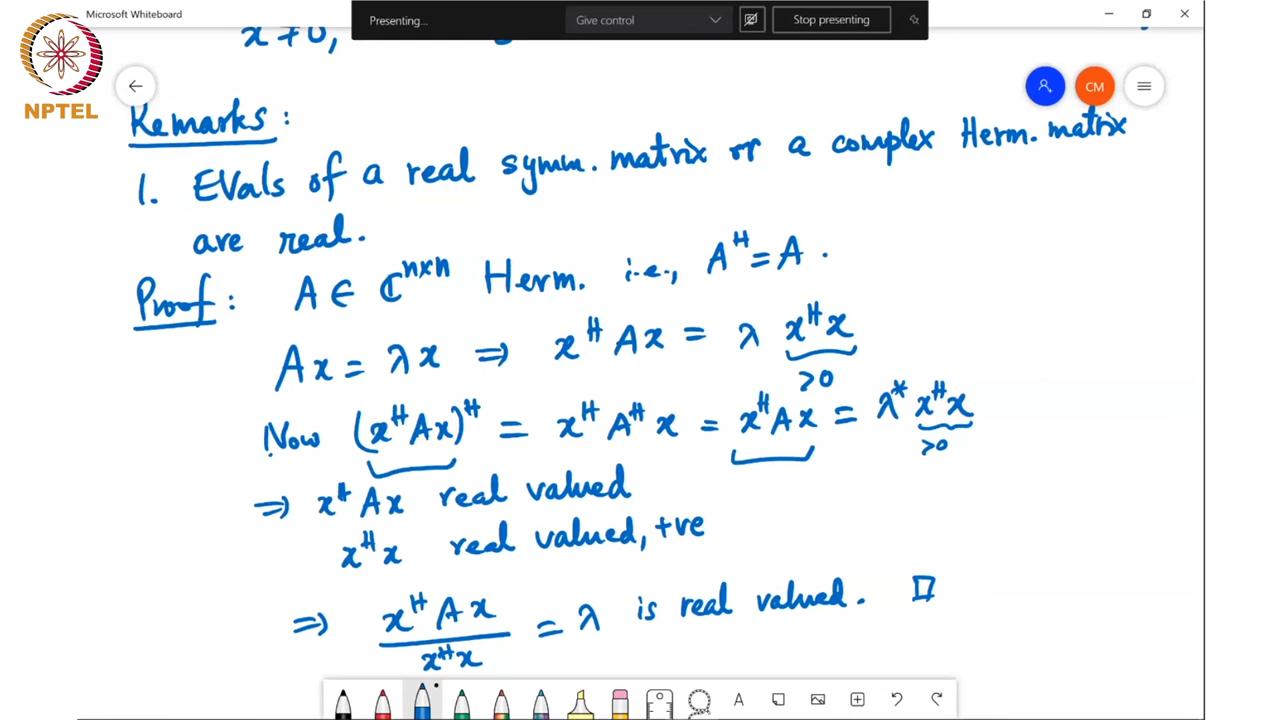 Microsoft Whiteboard
Presenting...
Give control
Stop presenting
x ≠ 0,
NPTEL
CM
Remarks:
1. EVals of a real symm. matrix or a complex Herm. matrix
are real.
Proof: A ∈ ℂ^{n×n} Herm. i.e., A^H = A.
Ax = λx ⇒ x^H Ax = λ x^H x
>0
Now (x^H Ax)^H = x^H A^H x = x^H Ax = λ* x^H x
>0
⇒ x^H Ax real valued
x^H x real valued, +ve
⇒ x^H Ax / x^H x = λ is real valued. □
A